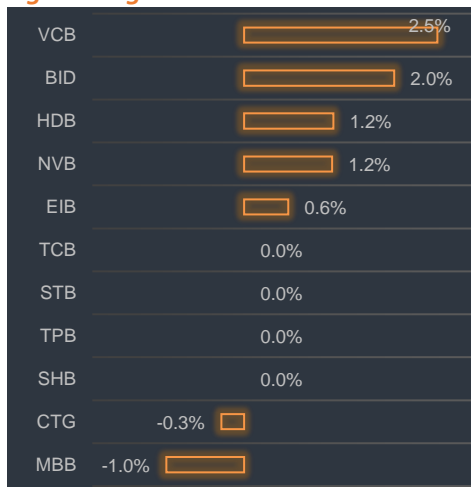 VCB 2.5%
BID 2.0%
HDB 1.2%
NVB 1.2%
EIB 0.6%
TCB 0.0%
STB 0.0%
TPB 0.0%
SHB 0.0%
CTG -0.3%
MBB -1.0%